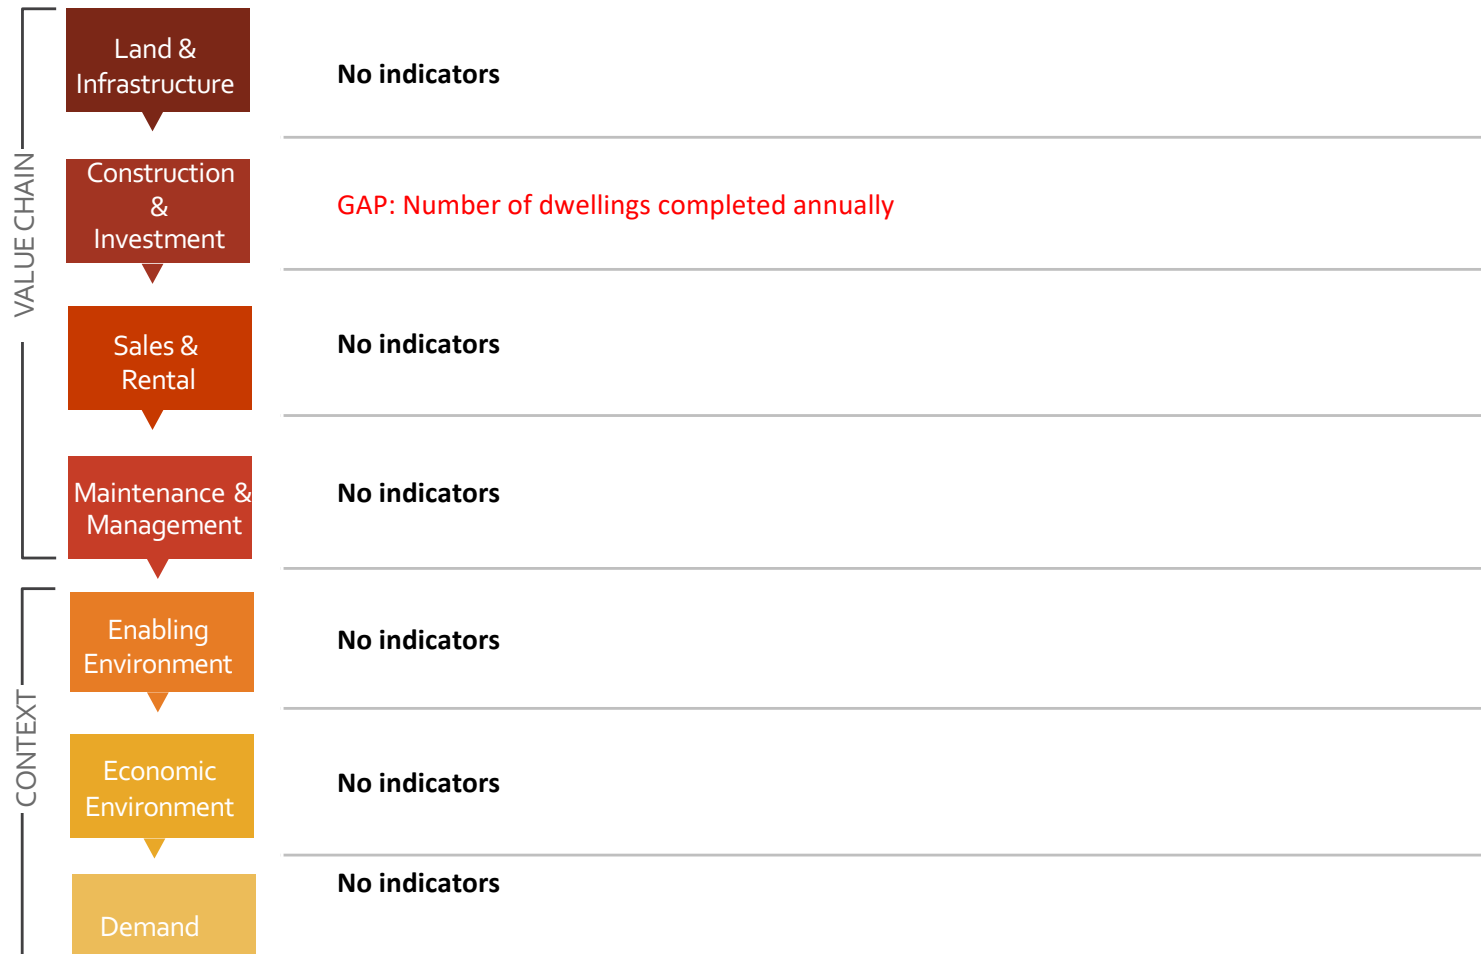 VALUE CHAIN
Land &
Infrastructure
No indicators
Construction
&
Investment
GAP: Number of dwellings completed annually
Sales &
Rental
No indicators
Maintenance &
Management
No indicators
CONTEXT
Enabling
Environment
No indicators
Economic
Environment
No indicators
Demand
No indicators